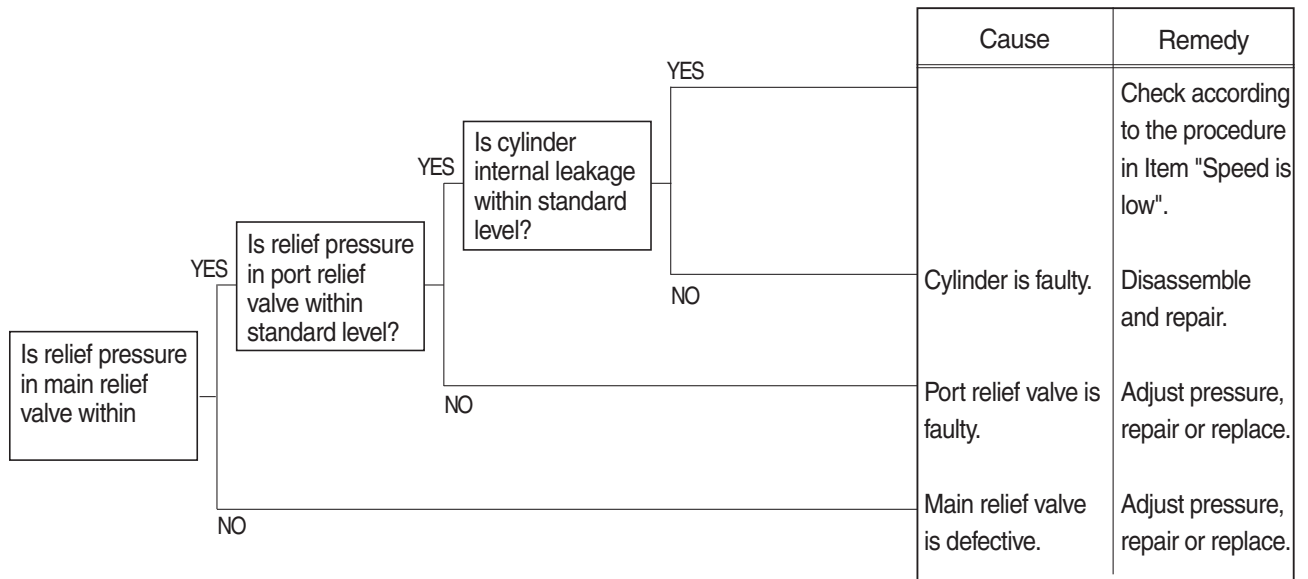 Cause
Remedy
YES
Check according
to the procedure
in Item "Speed is
low".
YES
Is cylinder
internal leakage
within standard
level?
YES
Is relief pressure
in port relief
valve within
standard level?
NO
Cylinder is faulty.
Disassemble
and repair.
Is relief pressure
in main relief
valve within
NO
Port relief valve is
faulty.
Adjust pressure,
repair or replace.
NO
Main relief valve
is defective.
Adjust pressure,
repair or replace.